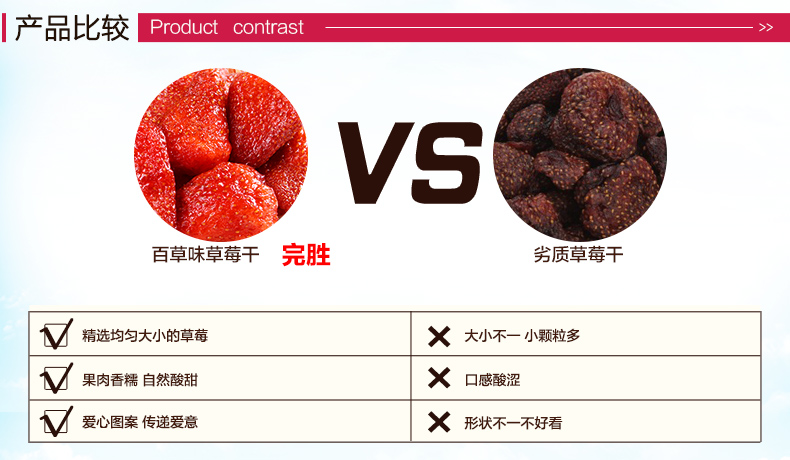 产品比较 Product contrast >>
VS
百草味草莓干 完胜 劣质草莓干
精选均匀大小的草莓 大小不一 小颗粒多
果肉香糯 自然酸甜 口感酸涩
爱心图案 传递爱意 形状不一不好看